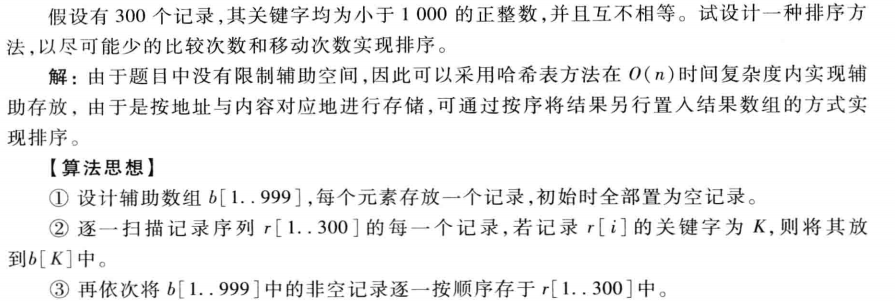 假设有 300 个记录,其关键字均为小于 1 000 的正整数,并且互不相等。试设计一种排序方
法,以尽可能少的比较次数和移动次数实现排序。
解:由于题目中没有限制辅助空间,因此可以采用哈希表方法在 O(n)时间复杂度内实现辅
助存放, 由于是按地址与内容对应地进行存储,可通过按序将结果另行置入结果数组的方式实
现排序。
【算法思想】
① 设计辅助数组 b[1..999],每个元素存放一个记录,初始时全部置为空记录。
② 逐一扫描记录序列 r[1..300]的每一个记录,若记录 r[i]的关键字为 K,则将其放
到b[K]中。
③ 再依次将 b[1..999]中的非空记录逐一按顺序存于 r[1..300]中。